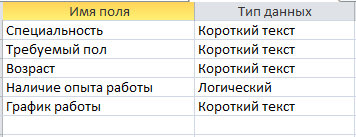 Имя поля Тип данных
Специальность Короткий текст
Требуемый пол Короткий текст
Возраст Короткий текст
Наличие опыта работы Логический
График работы Короткий текст